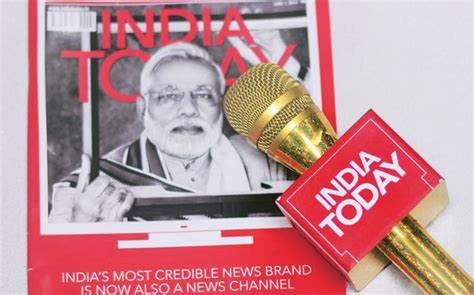 INDIA
TODAY
INDIA
TODAY
INDIA'S MOST CREDIBLE NEWS BRAND
IS NOW ALSO A NEWS CHANNEL